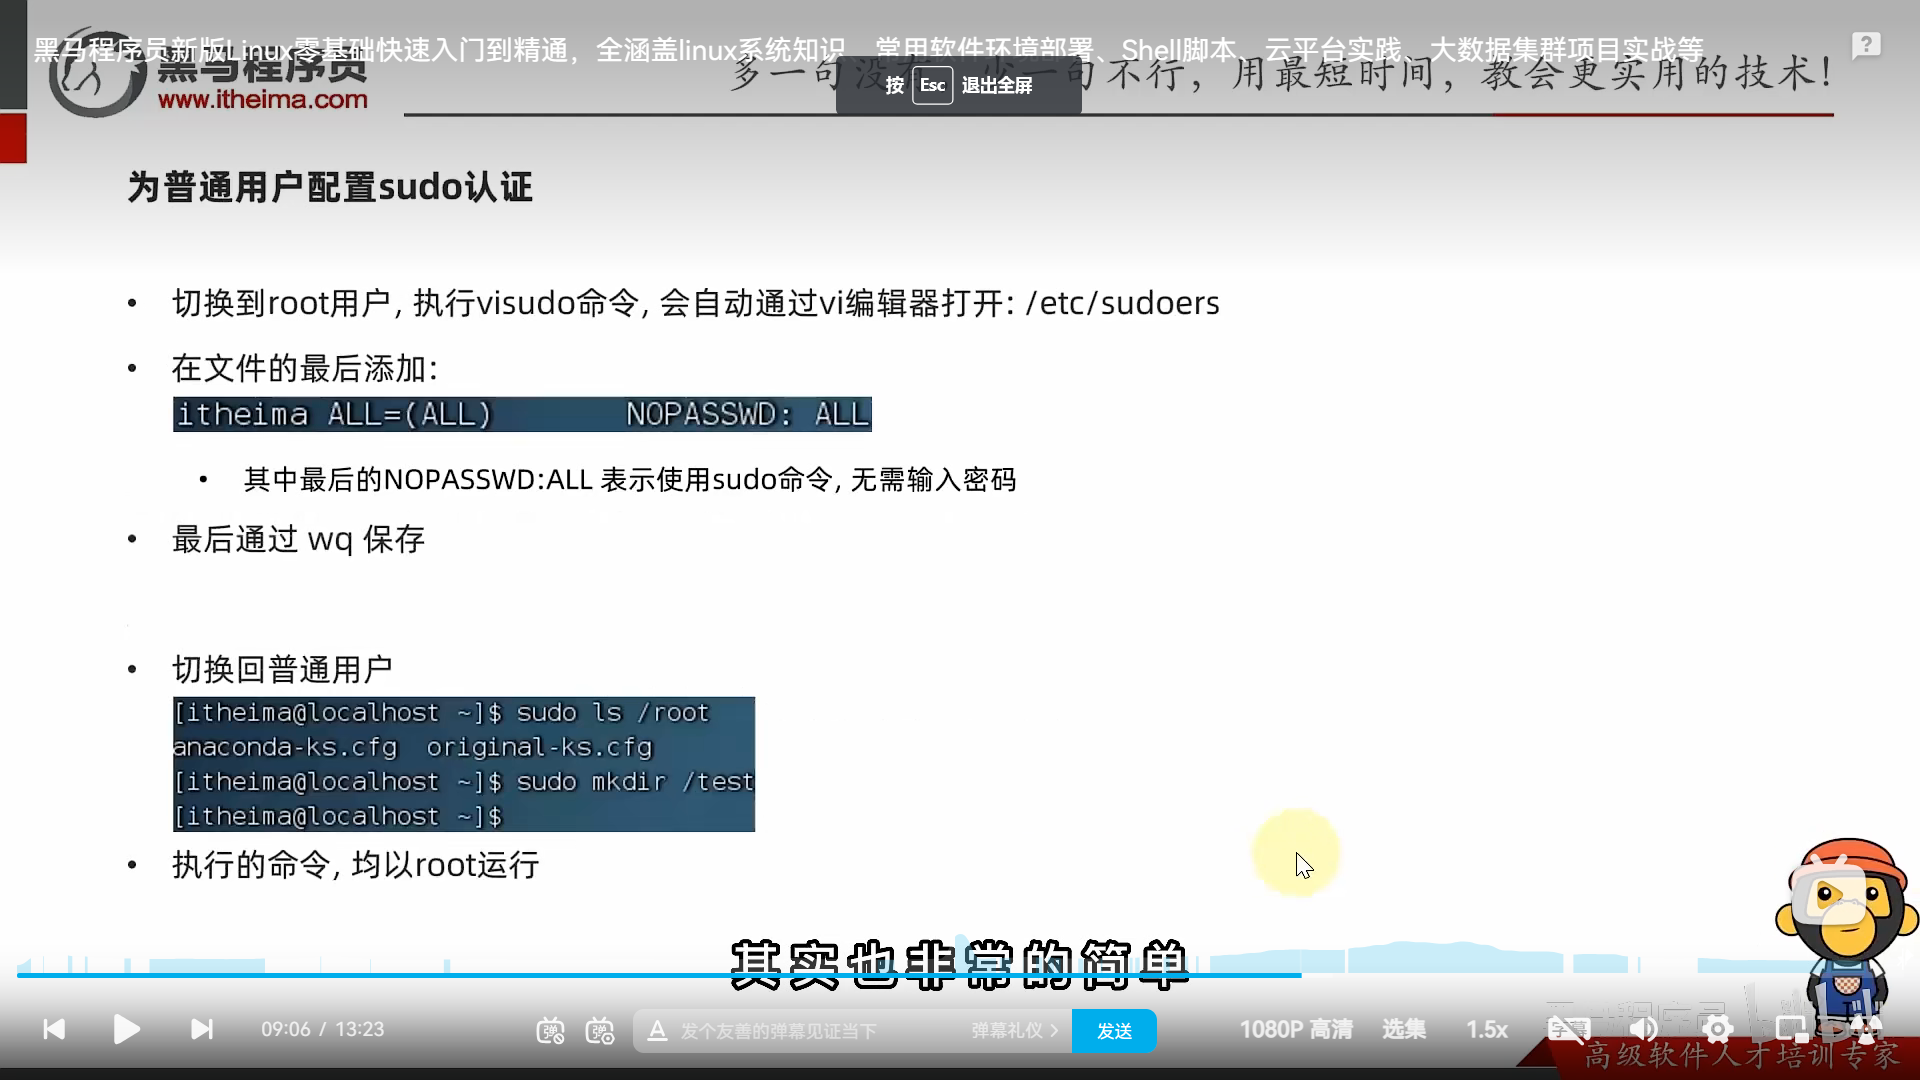 黑马程序员新版Linux零基础快速入门到精通，全涵盖linux系统知识、常用软件环境部署、Shell脚本、云平台实践、大数据集群项目实战等
黑马程序员
www.itheima.com
多一句没有，少一句不行，用最短时间，教会更实用的技术！
按 Esc 退出全屏
为普通用户配置sudo认证
• 切换到root用户, 执行visudo命令, 会自动通过vi编辑器打开: /etc/sudoers
• 在文件的最后添加:
itheima ALL=(ALL) NOPASSWD: ALL
• 其中最后的NOPASSWD:ALL 表示使用sudo命令, 无需输入密码
• 最后通过 wq 保存
• 切换回普通用户
[itheima@localhost ~]$ sudo ls /root
anaconda-ks.cfg original-ks.cfg
[itheima@localhost ~]$ sudo mkdir /test
[itheima@localhost ~]$
• 执行的命令, 均以root运行
其实也非常的简单
09:06 / 13:23
发个友善的弹幕见证当下
弹幕礼仪 >
发送
1080P 高清
选集
1.5x
字幕
高级软件人才培训专家